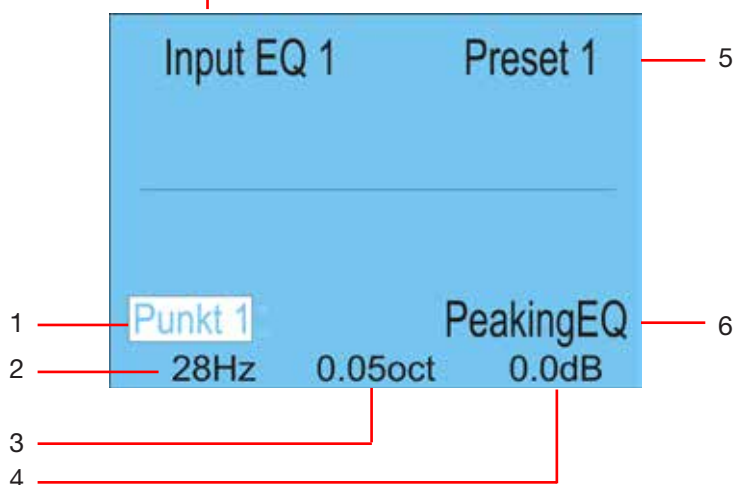 Input EQ 1 Preset 1 5
1 Punkt 1 PeakingEQ 6
2 28Hz 0.05oct 0.0dB
3
4